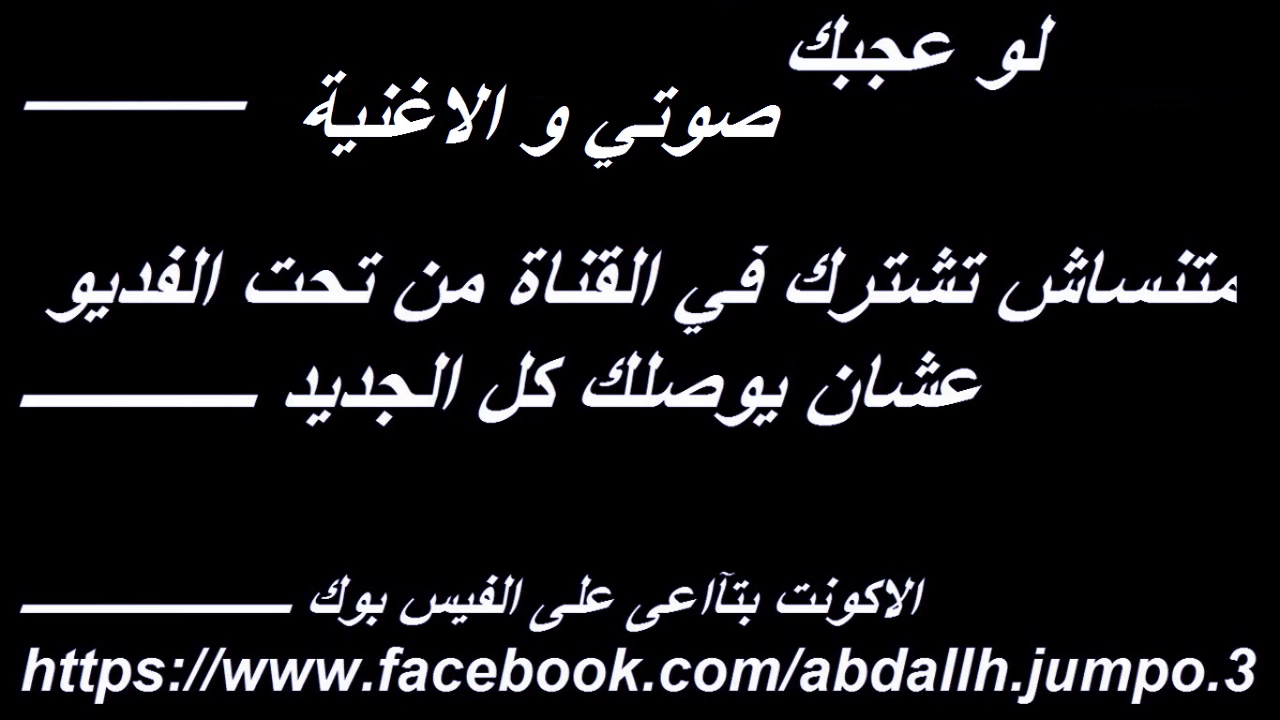 لو عجبك
صوتي و الاغنية
متنساش تشترك في القناة من تحت الفديو
عشان يوصلك كل الجديد
الاكونت بتآاعى على الفيس بوك
https://www.facebook.com/abdallh.jumpo.3